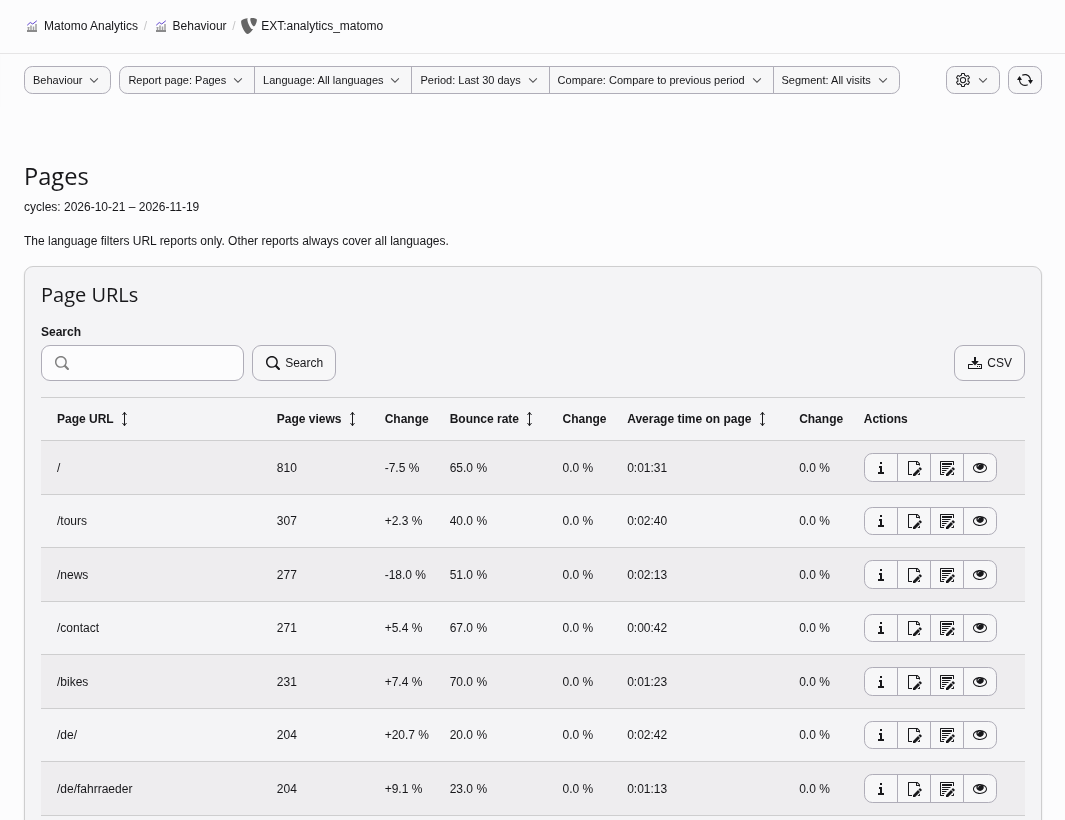 Matomo Analytics / Behaviour / EXT:analytics_matomo
Behaviour Report page: Pages Language: All languages Period: Last 30 days Compare: Compare to previous period Segment: All visits
Pages
cycles: 2026-10-21 – 2026-11-19
The language filters URL reports only. Other reports always cover all languages.
Page URLs
Search
Search CSV
Page URL Page views Change Bounce rate Change Average time on page Change Actions
/ 810 -7.5 % 65.0 % 0.0 % 0:01:31 0.0 %
/tours 307 +2.3 % 40.0 % 0.0 % 0:02:40 0.0 %
/news 277 -18.0 % 51.0 % 0.0 % 0:02:13 0.0 %
/contact 271 +5.4 % 67.0 % 0.0 % 0:00:42 0.0 %
/bikes 231 +7.4 % 70.0 % 0.0 % 0:01:23 0.0 %
/de/ 204 +20.7 % 20.0 % 0.0 % 0:02:42 0.0 %
/de/fahrraeder 204 +9.1 % 23.0 % 0.0 % 0:01:13 0.0 %